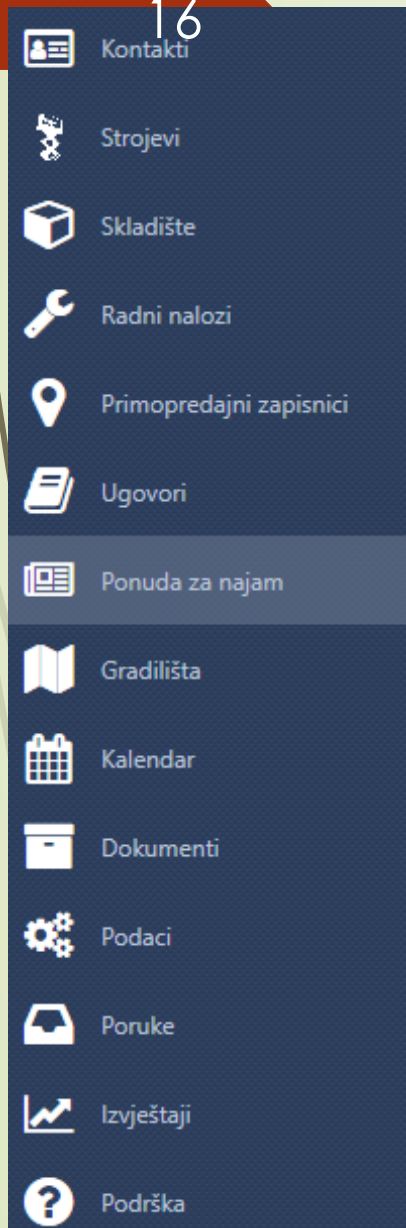 16
Kontakti
Strojevi
Skladište
Radni nalozi
Primopredajni zapisnici
Ugovori
Ponuda za najam
Gradilišta
Kalendar
Dokumenti
Podaci
Poruke
Izvještaji
Podrška